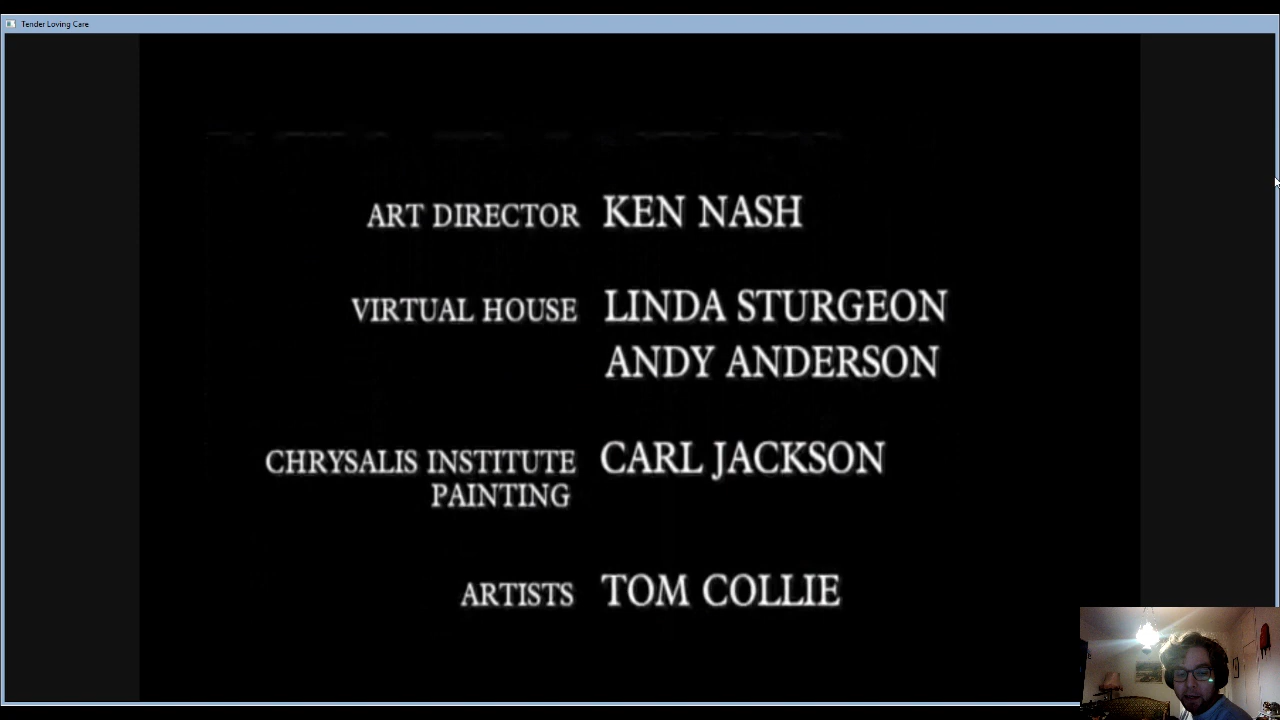 Tender Loving Care
ART DIRECTOR KEN NASH
VIRTUAL HOUSE LINDA STURGEON
ANDY ANDERSON
CHRYSALIS INSTITUTE CARL JACKSON
PAINTING
ARTISTS TOM COLLIE